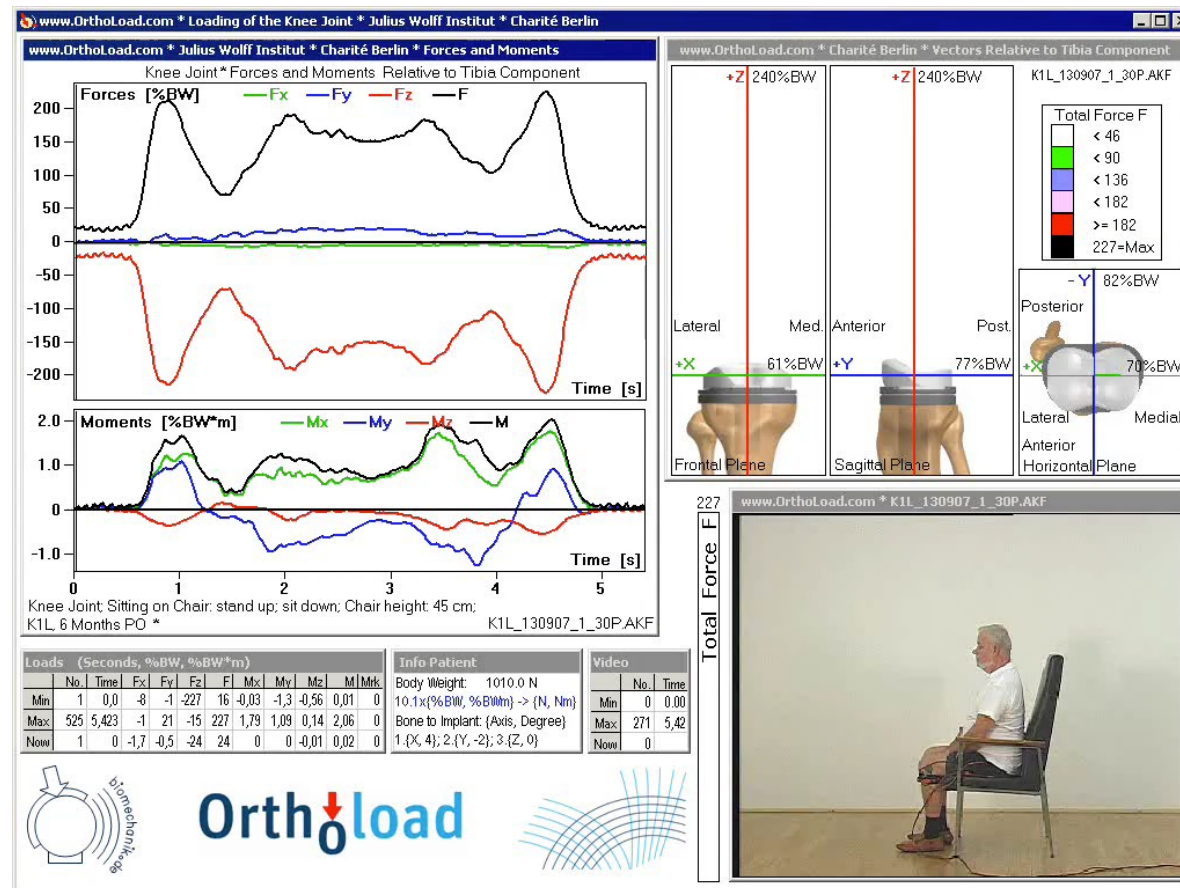 www.OrthoLoad.com * Loading of the Knee Joint * Julius Wolff Institut * Charité Berlin
www.OrthoLoad.com * Julius Wolff Institut * Charité Berlin * Forces and Moments
Knee Joint * Forces and Moments Relative to Tibia Component
Forces [%BW] Fx Fy Fz F
200
150
100
50
0
-50
-100
-150
-200
Time [s]
Moments [%BW*m] Mx My Mz M
2.0
1.0
0
-1.0
Time [s]
0 1 2 3 4 5
Knee Joint; Sitting on Chair: stand up; sit down; Chair height: 45 cm;
K1L, 6 Months PO * K1L_130907_1_30P.AKF
www.OrthoLoad.com * Charité Berlin * Vectors Relative to Tibia Component
+Z 240%BW
Lateral Med.
+X 61%BW
Frontal Plane
+Z 240%BW
Anterior Post.
+Y 77%BW
Sagittal Plane
K1L_130907_1_30P.AKF
Total Force F
< 46
< 90
< 136
< 182
>= 182
227=Max
-Y 82%BW
Posterior
+X 70%BW
Lateral Medial
Anterior
Horizontal Plane
Loads (Seconds, %BW, %BW*m)
No. Time Fx Fy Fz F Mx My Mz M Mrk
Min 1 0,0 -8 -1 -227 16 -0,03 -1,3 -0,56 0,01 0
Max 525 5,423 -1 21 -15 227 1,79 1,09 0,14 2,06 0
Now 1 0 -1,7 -0,5 -24 24 0 0 -0,01 0,02 0
Info Patient
Body Weight: 1010.0 N
10.1x{%BW, %BWm} -> {N, Nm}
Bone to Implant: {Axis, Degree}
1.{X, 4}; 2.{Y, -2}; 3.{Z, 0}
Video
No. Time
Min 0 0.00
Max 271 5,42
Now 0
227
Total Force F
www.OrthoLoad.com * K1L_130907_1_30P.AKF
biomechanik.de
Orthoload